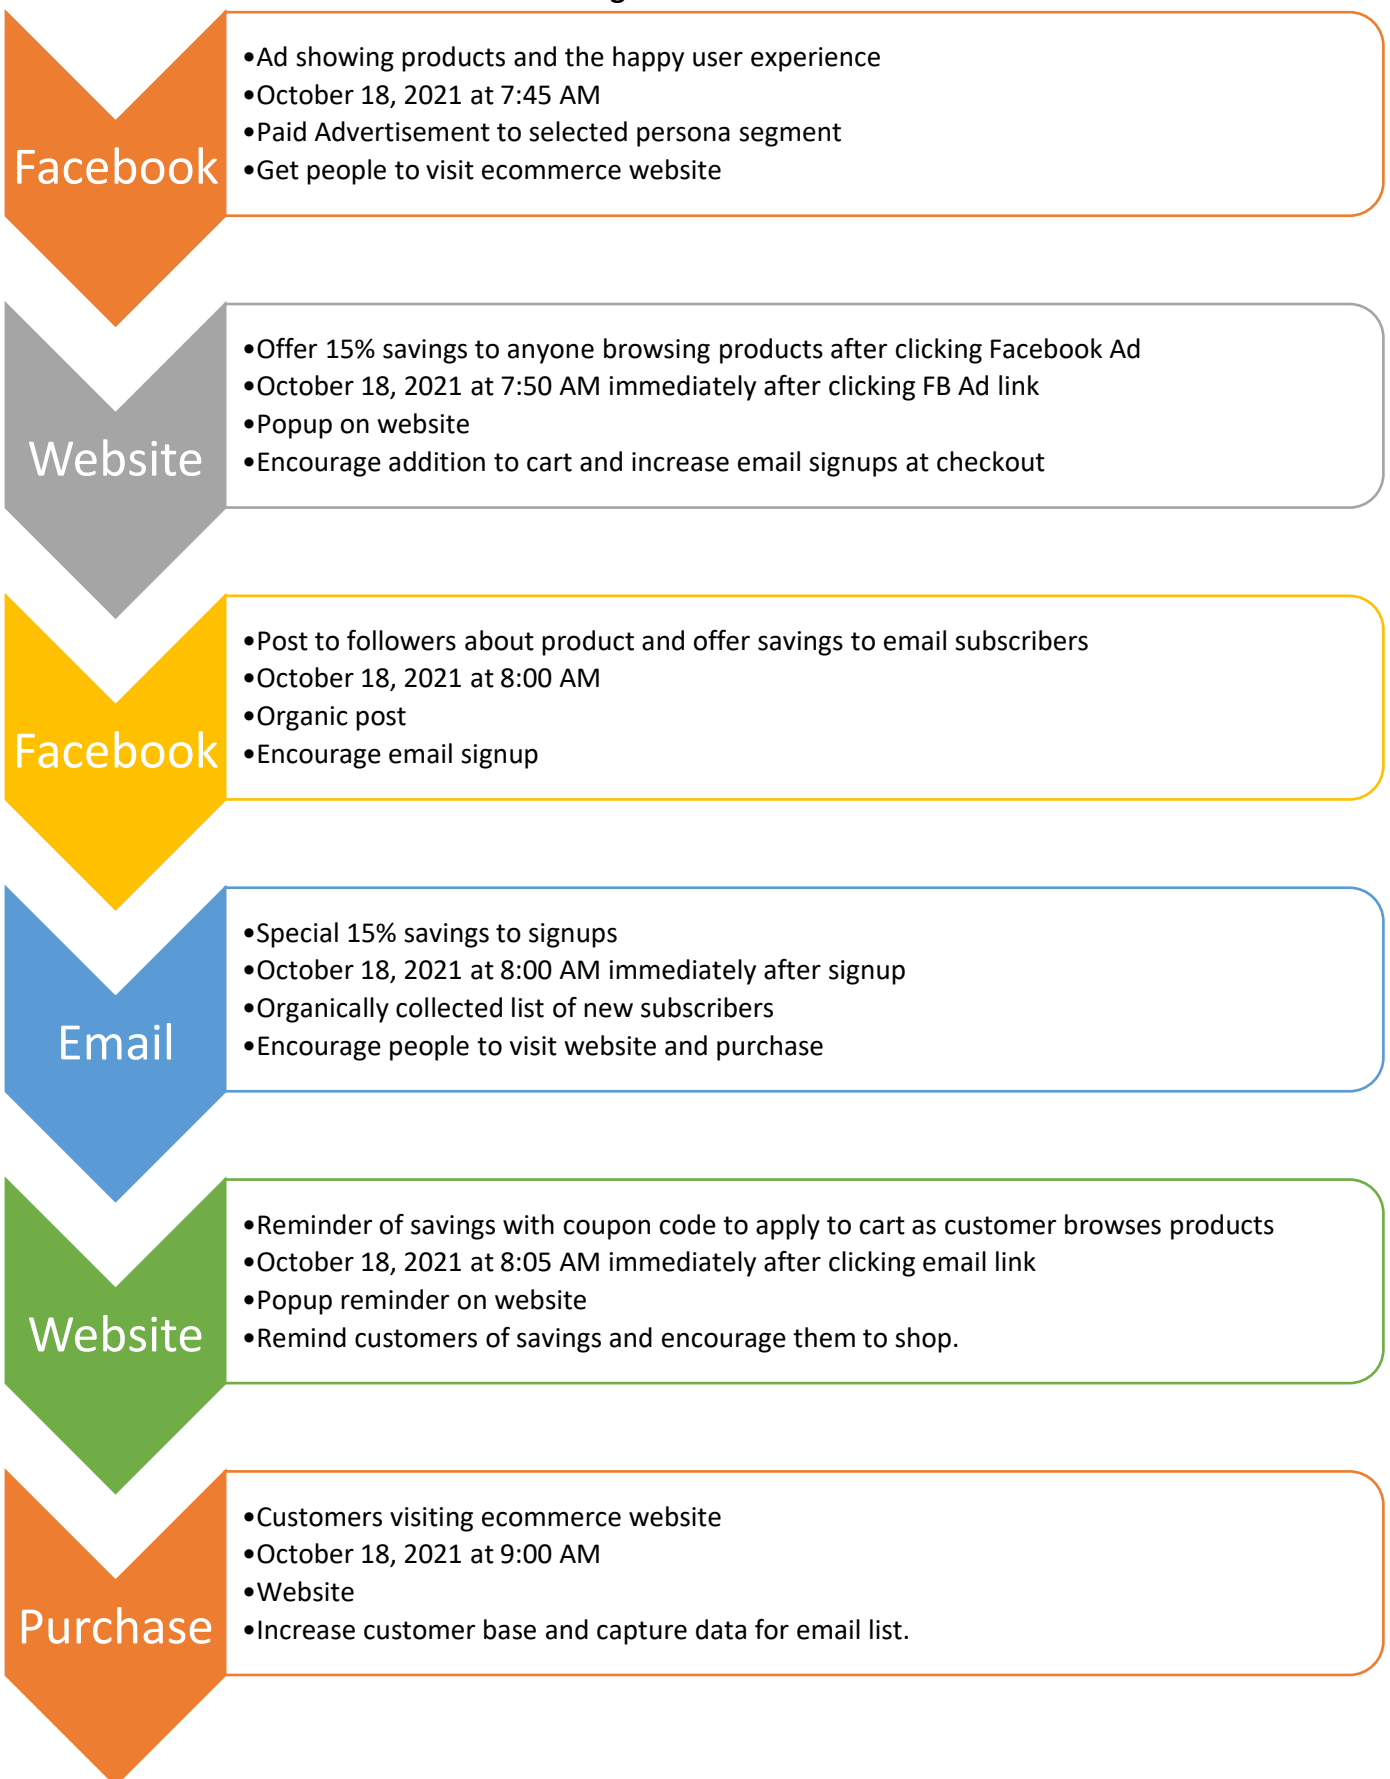 Facebook
•Ad showing products and the happy user experience
•October 18, 2021 at 7:45 AM
•Paid Advertisement to selected persona segment
•Get people to visit ecommerce website
Website
•Offer 15% savings to anyone browsing products after clicking Facebook Ad
•October 18, 2021 at 7:50 AM immediately after clicking FB Ad link
•Popup on website
•Encourage addition to cart and increase email signups at checkout
Facebook
•Post to followers about product and offer savings to email subscribers
•October 18, 2021 at 8:00 AM
•Organic post
•Encourage email signup
Email
•Special 15% savings to signups
•October 18, 2021 at 8:00 AM immediately after signup
•Organically collected list of new subscribers
•Encourage people to visit website and purchase
Website
•Reminder of savings with coupon code to apply to cart as customer browses products
•October 18, 2021 at 8:05 AM immediately after clicking email link
•Popup reminder on website
•Remind customers of savings and encourage them to shop.
Purchase
•Customers visiting ecommerce website
•October 18, 2021 at 9:00 AM
•Website
•Increase customer base and capture data for email list.